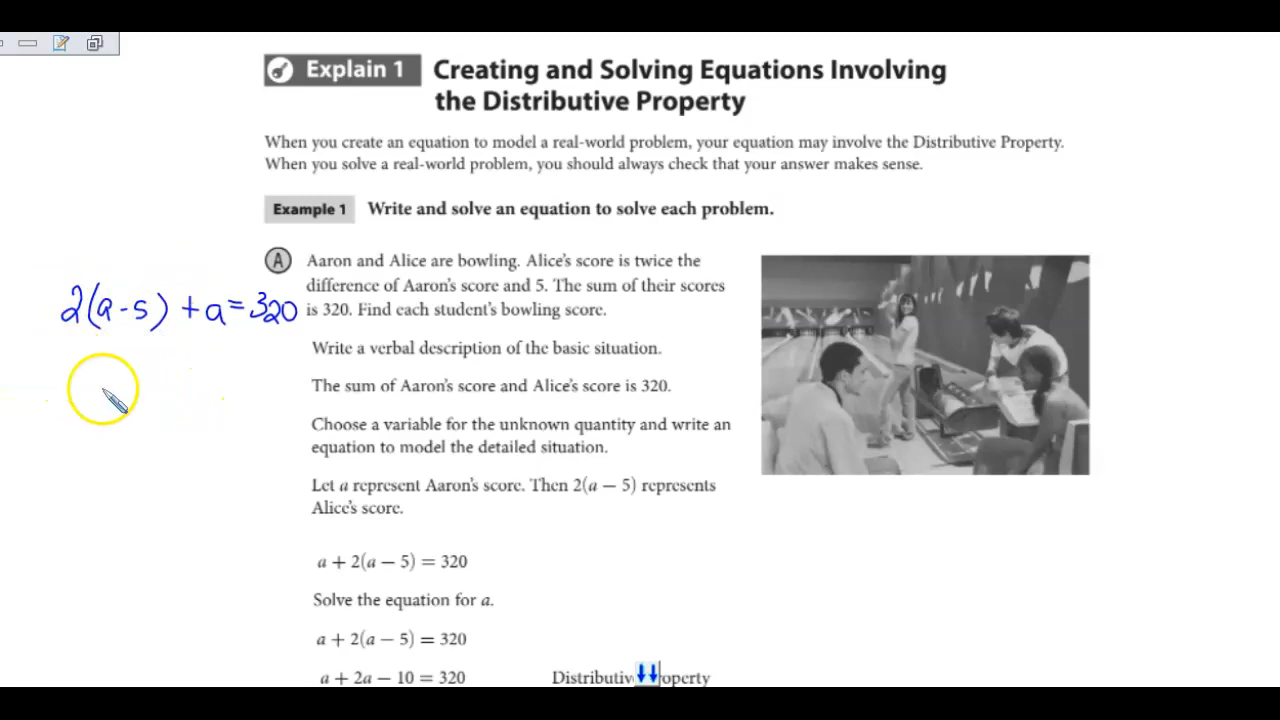 Explain 1 Creating and Solving Equations Involving
the Distributive Property
When you create an equation to model a real-world problem, your equation may involve the Distributive Property.
When you solve a real-world problem, you should always check that your answer makes sense.
Example 1 Write and solve an equation to solve each problem.
A Aaron and Alice are bowling. Alice's score is twice the
difference of Aaron's score and 5. The sum of their scores
is 320. Find each student's bowling score.
2(a-5) + a = 320
Write a verbal description of the basic situation.
The sum of Aaron's score and Alice's score is 320.
Choose a variable for the unknown quantity and write an
equation to model the detailed situation.
Let a represent Aaron's score. Then 2(a − 5) represents
Alice's score.
a + 2(a − 5) = 320
Solve the equation for a.
a + 2(a − 5) = 320
a + 2a − 10 = 320